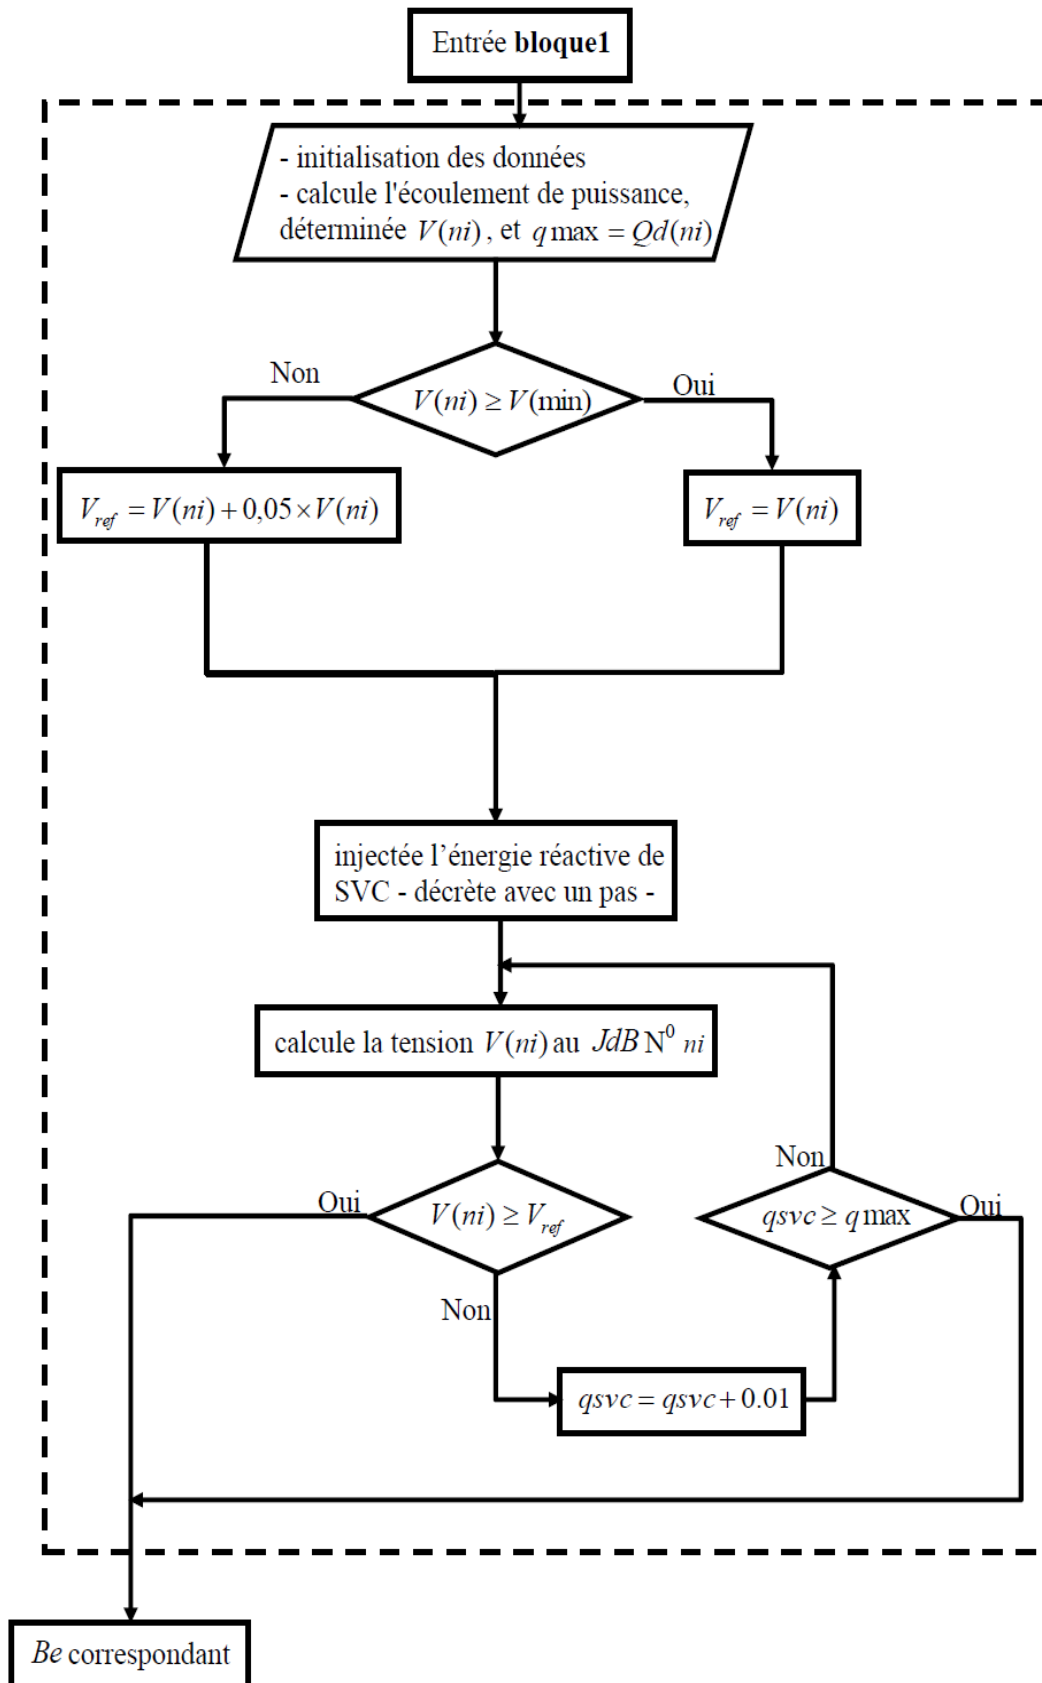 Entrée bloque1
- initialisation des données
- calcule l'écoulement de puissance,
déterminée V(ni), et q max = Qd(ni)
Non
V(ni) ≥ V(min)
Oui
V_ref = V(ni) + 0,05 × V(ni)
V_ref = V(ni)
injectée l’énergie réactive de
SVC - décrète avec un pas -
calcule la tension V(ni) au JdB N⁰ ni
Oui
V(ni) ≥ V_ref
Non
Non
qsvc ≥ q max
Oui
qsvc = qsvc + 0.01
Be correspondant